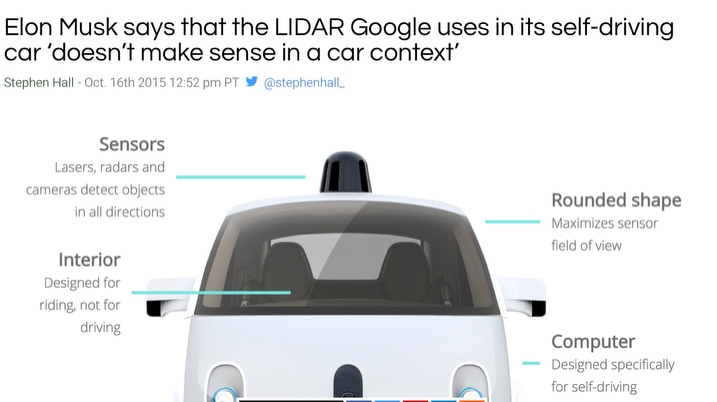 Elon Musk says that the LIDAR Google uses in its self-driving
car ‘doesn’t make sense in a car context’
Stephen Hall - Oct. 16th 2015 12:52 pm PT @stephenhall_
Sensors
Lasers, radars and
cameras detect objects
in all directions
Rounded shape
Maximizes sensor
field of view
Interior
Designed for
riding, not for
driving
Computer
Designed specifically
for self-driving